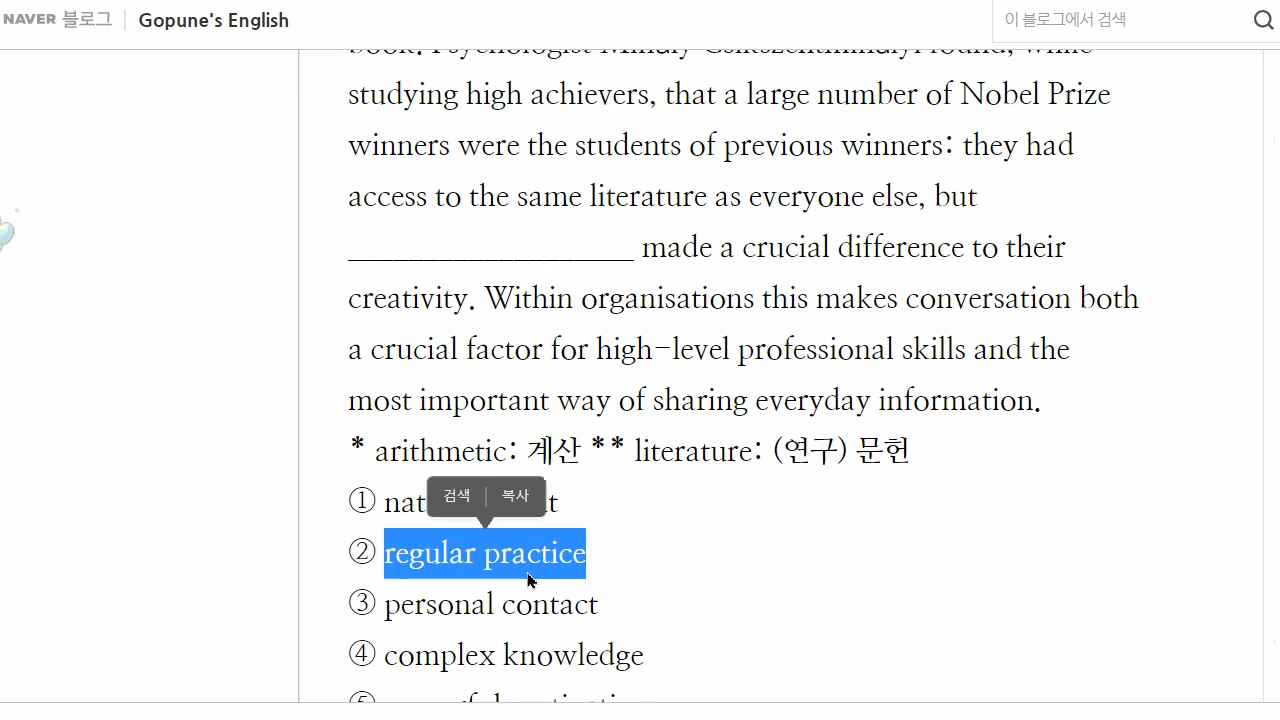 NAVER 블로그 Gopune's English 이 블로그에서 검색
studying high achievers, that a large number of Nobel Prize
winners were the students of previous winners: they had
access to the same literature as everyone else, but
___________________ made a crucial difference to their
creativity. Within organisations this makes conversation both
a crucial factor for high-level professional skills and the
most important way of sharing everyday information.
* arithmetic: 계산 ** literature: (연구) 문헌
검색 복사
①
② regular practice
③ personal contact
④ complex knowledge